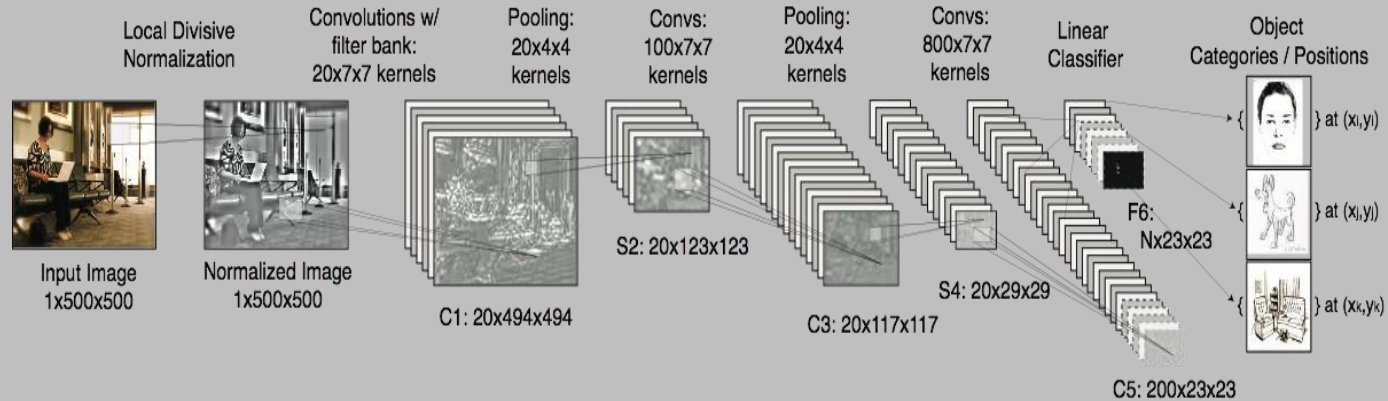 Local Divisive
Normalization
Convolutions w/
filter bank:
20x7x7 kernels
Pooling:
20x4x4
kernels
Convs:
100x7x7
kernels
Pooling:
20x4x4
kernels
Convs:
800x7x7
kernels
Linear
Classifier
Object
Categories / Positions
Input Image
1x500x500
Normalized Image
1x500x500
C1: 20x494x494
S2: 20x123x123
C3: 20x117x117
S4: 20x29x29
C5: 200x23x23
F6:
Nx23x23
{ } at (xi,yi)
{ } at (xj,yj)
{ } at (xk,yk)